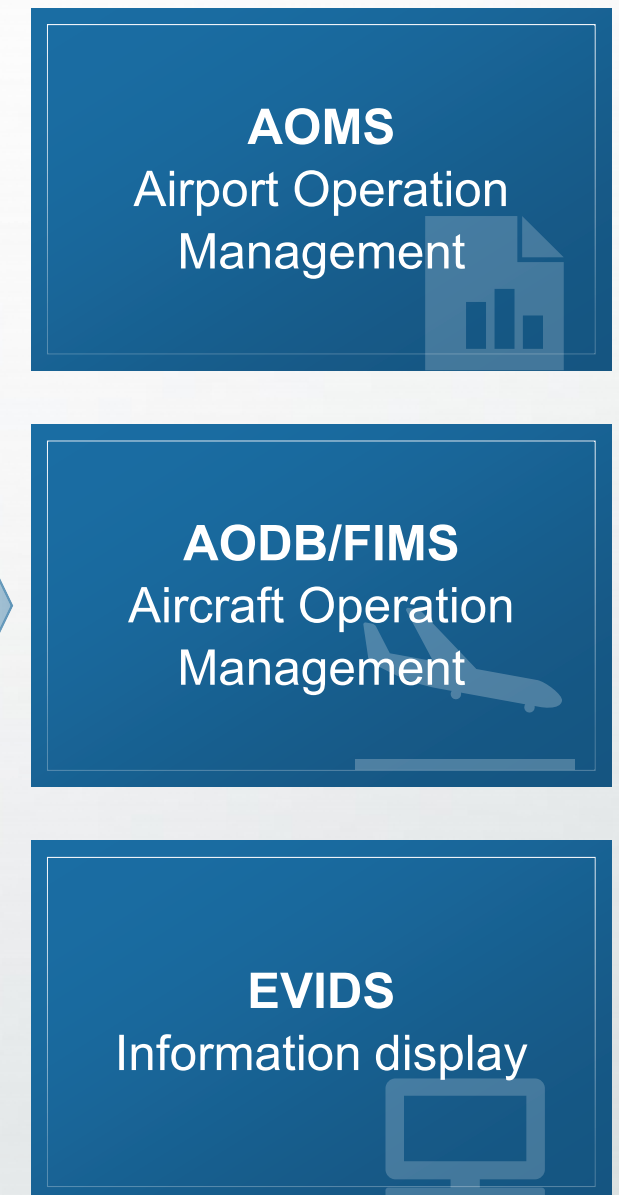 AOMS
Airport Operation
Management
AODB/FIMS
Aircraft Operation
Management
EVIDS
Information display